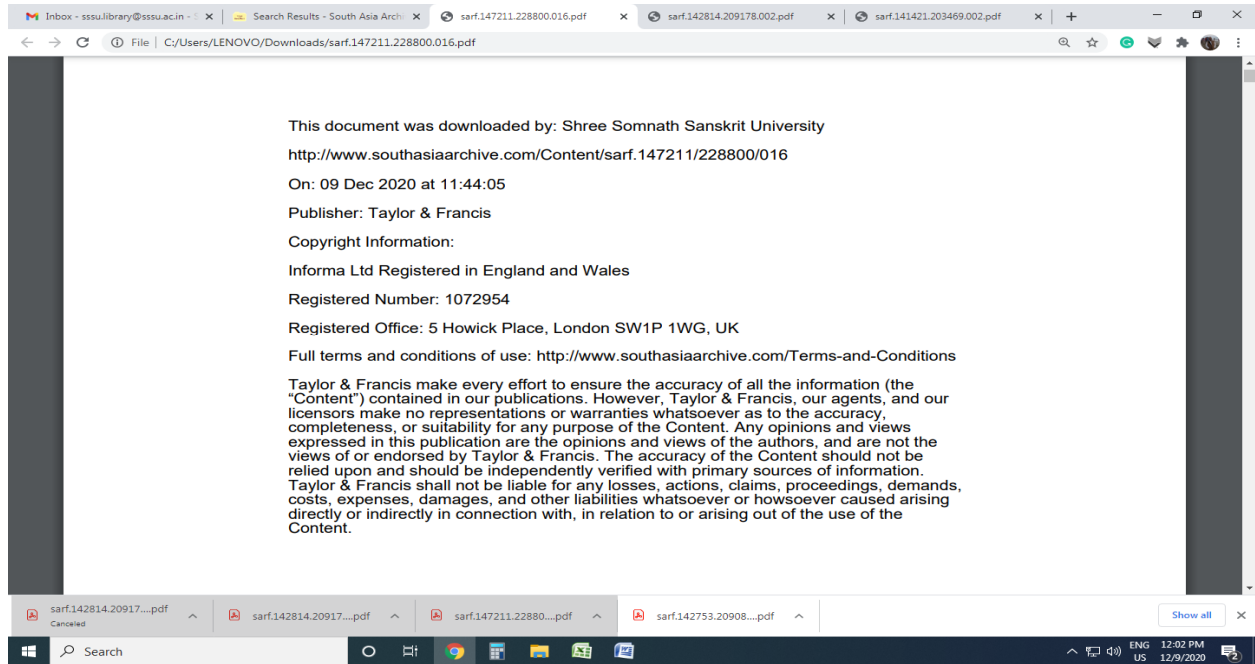 Inbox - sssu.library@sssu.ac.in - S
Search Results - South Asia Archi
sarf.147211.228800.016.pdf
sarf.142814.209178.002.pdf
sarf.141421.203469.002.pdf
File | C:/Users/LENOVO/Downloads/sarf.147211.228800.016.pdf
This document was downloaded by: Shree Somnath Sanskrit University
http://www.southasiaarchive.com/Content/sarf.147211/228800/016
On: 09 Dec 2020 at 11:44:05
Publisher: Taylor & Francis
Copyright Information:
Informa Ltd Registered in England and Wales
Registered Number: 1072954
Registered Office: 5 Howick Place, London SW1P 1WG, UK
Full terms and conditions of use: http://www.southasiaarchive.com/Terms-and-Conditions
Taylor & Francis make every effort to ensure the accuracy of all the information (the
“Content”) contained in our publications. However, Taylor & Francis, our agents, and our
licensors make no representations or warranties whatsoever as to the accuracy,
completeness, or suitability for any purpose of the Content. Any opinions and views
expressed in this publication are the opinions and views of the authors, and are not the
views of or endorsed by Taylor & Francis. The accuracy of the Content should not be
relied upon and should be independently verified with primary sources of information.
Taylor & Francis shall not be liable for any losses, actions, claims, proceedings, demands,
costs, expenses, damages, and other liabilities whatsoever or howsoever caused arising
directly or indirectly in connection with, in relation to or arising out of the use of the
Content.
sarf.142814.20917....pdf
Canceled
sarf.142814.20917....pdf
sarf.147211.22880....pdf
sarf.142753.20908....pdf
Show all
Search
ENG
US
12:02 PM
12/9/2020
2